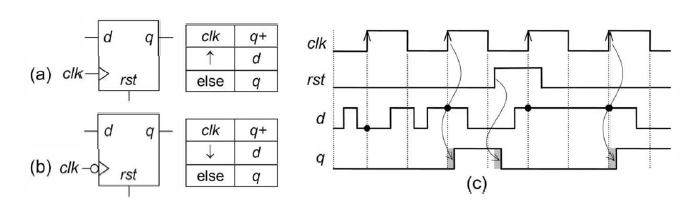 d q
clk
rst
(a)
clk q+
↑ d
else q
d q
clk
rst
(b)
clk q+
↓ d
else q
clk
rst
d
q
(c)